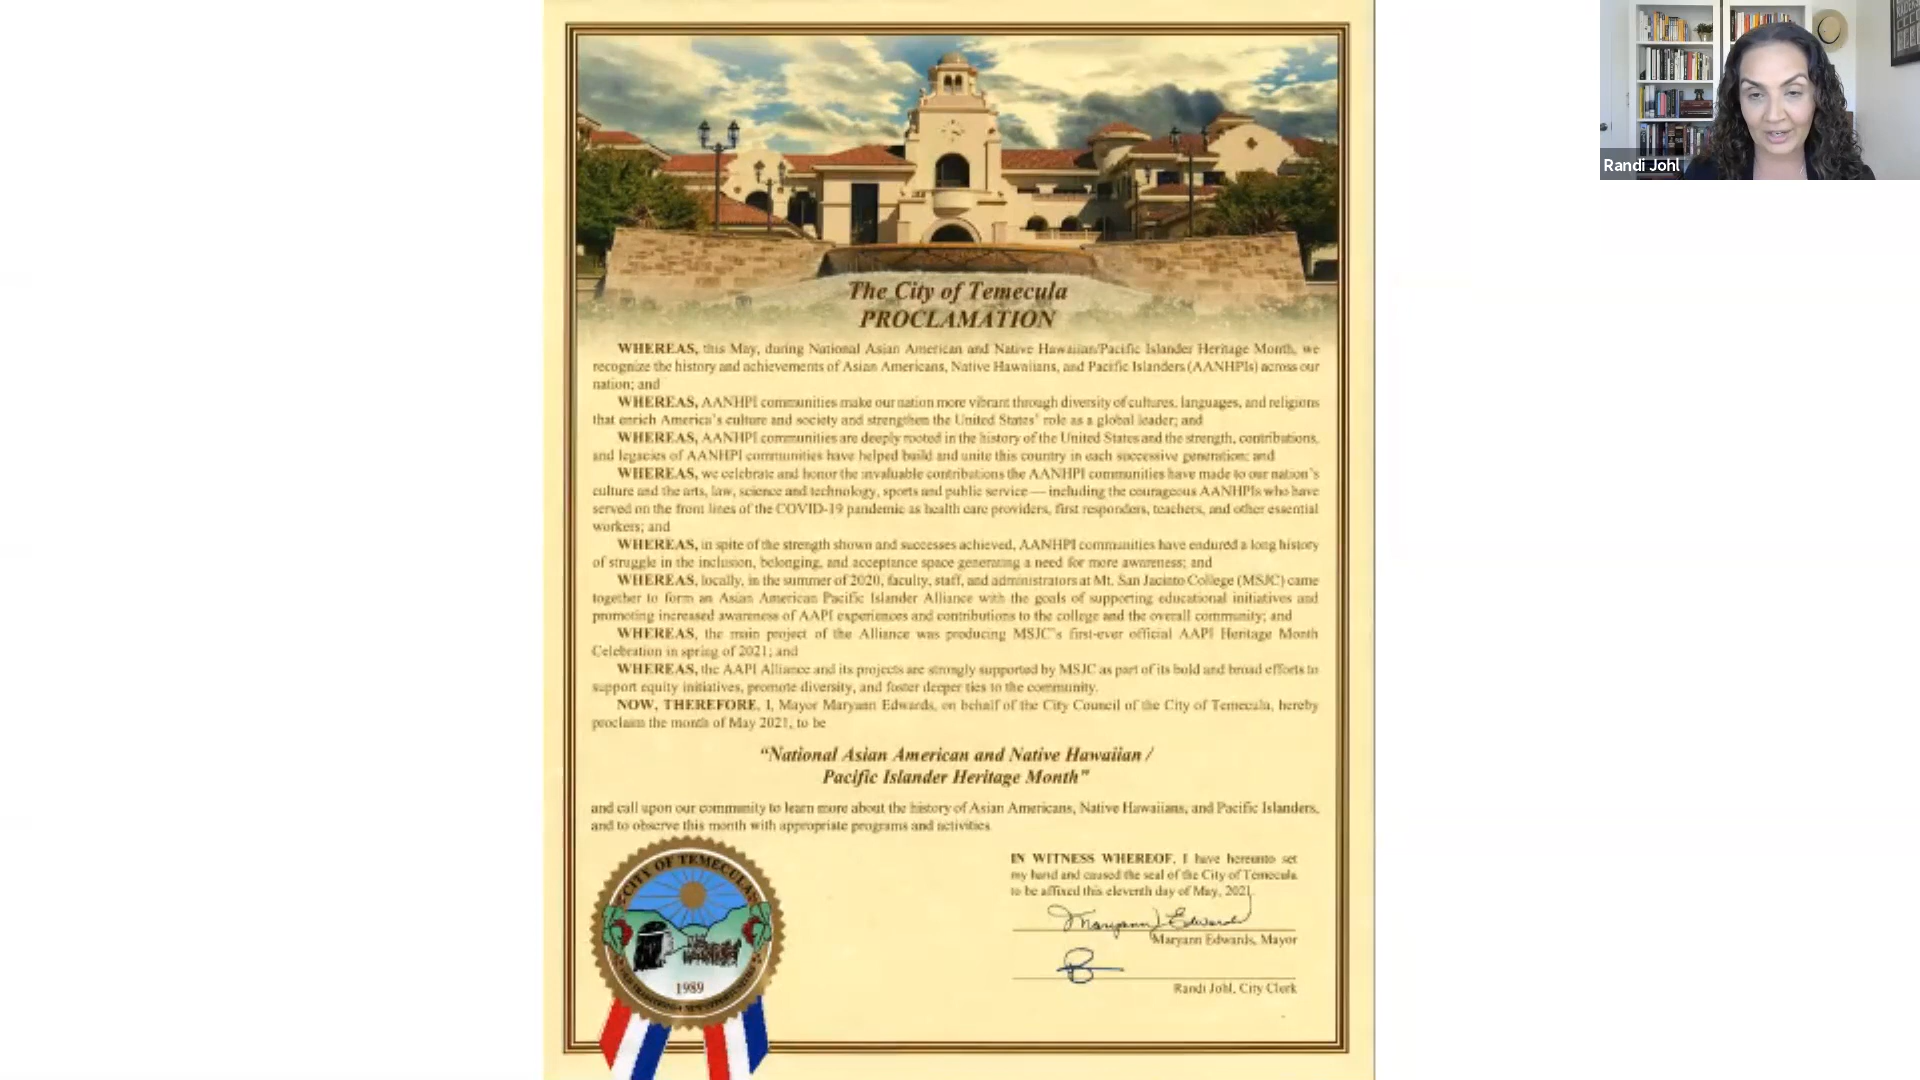 The City of Temecula
PROCLAMATION
WHEREAS, this May, during National Asian American and Native Hawaiian/Pacific Islander Heritage Month, we
recognize the history and achievements of Asian Americans, Native Hawaiians, and Pacific Islanders (AANHPIs) across our
nation; and
WHEREAS, AANHPI communities make our nation more vibrant through diversity of cultures, languages, and religions
that enrich America's culture and society and strengthen the United States' role as a global leader; and
WHEREAS, AANHPI communities are deeply rooted in the history of the United States and the strength, contributions,
and legacies of AANHPI communities have helped build and unite this country in each successive generation; and
WHEREAS, we celebrate and honor the invaluable contributions the AANHPI communities have made to our nation's
culture and the arts, law, science and technology, sports and public service — including the courageous AANHPIs who have
served on the front lines of the COVID-19 pandemic as health care providers, first responders, teachers, and other essential
workers; and
WHEREAS, in spite of the strength shown and successes achieved, AANHPI communities have endured a long history
of struggle in the inclusion, belonging, and acceptance space generating a need for more awareness; and
WHEREAS, locally, in the summer of 2020, faculty, staff, and administrators at Mt. San Jacinto College (MSJC) came
together to form an Asian American Pacific Islander Alliance with the goals of supporting educational initiatives and
promoting increased awareness of AAPI experiences and contributions to the college and the overall community; and
WHEREAS, the main project of the Alliance was producing MSJC's first-ever official AAPI Heritage Month
Celebration in spring of 2021; and
WHEREAS, the AAPI Alliance and its projects are strongly supported by MSJC as part of its bold and broad efforts to
support equity initiatives, promote diversity, and foster deeper ties to the community.
NOW, THEREFORE, I, Mayor Maryann Edwards, on behalf of the City Council of the City of Temecula, hereby
proclaim the month of May 2021, to be
"National Asian American and Native Hawaiian /
Pacific Islander Heritage Month"
and call upon our community to learn more about the history of Asian Americans, Native Hawaiians, and Pacific Islanders,
and to observe this month with appropriate programs and activities
IN WITNESS WHEREOF, I have hereunto set
my hand and caused the seal of the City of Temecula
to be affixed this eleventh day of May, 2021.
Maryann Edwards
Maryann Edwards, Mayor
Randi Johl, City Clerk
CITY OF TEMECULA
1989
Randi Johl